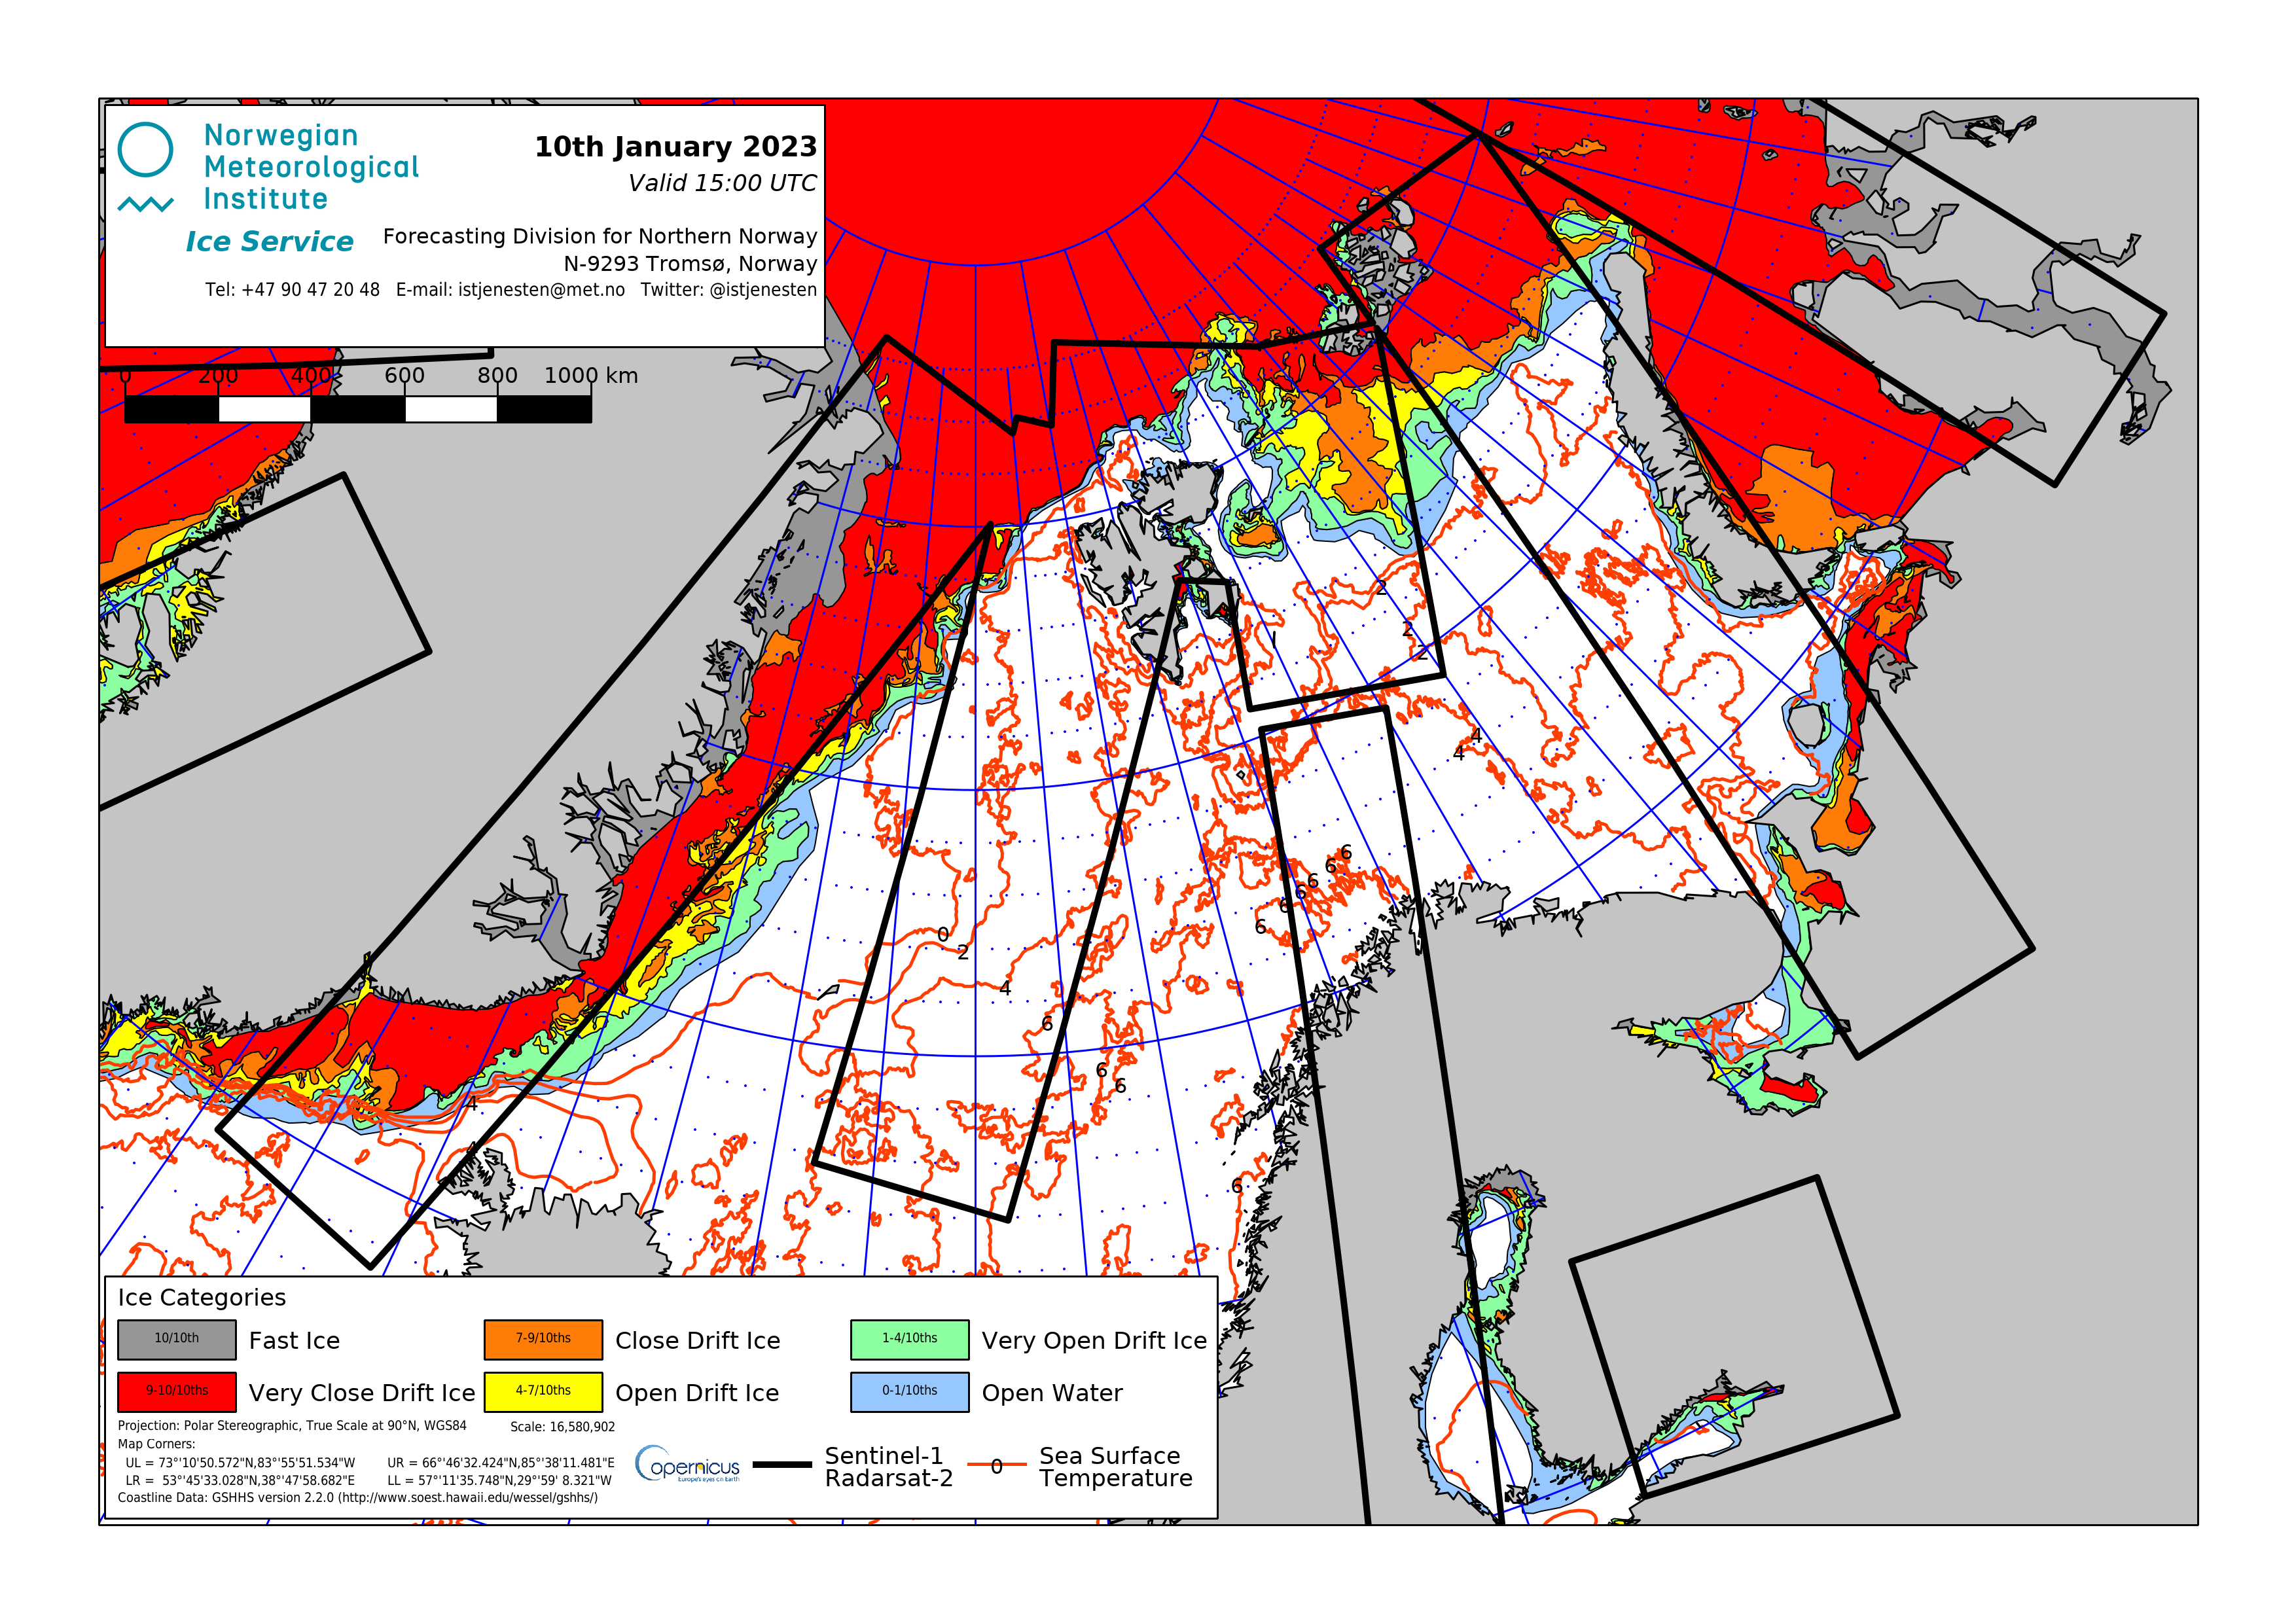 Norwegian
Meteorological
Institute
Ice Service
10th January 2023
Valid 15:00 UTC
Forecasting Division for Northern Norway
N-9293 Tromsø, Norway
Tel: +47 90 47 20 48 E-mail: istjenesten@met.no Twitter: @istjenesten
0 200 400 600 800 1000 km
2
2
2
4
4
6
6
6
6
6
6
0
2
4
6
6
6
4
6
Ice Categories
10/10th Fast Ice 7-9/10ths Close Drift Ice 1-4/10ths Very Open Drift Ice
9-10/10ths Very Close Drift Ice 4-7/10ths Open Drift Ice 0-1/10ths Open Water
Projection: Polar Stereographic, True Scale at 90°N, WGS84 Scale: 16,580,902
Map Corners:
UL = 73°10'50.572"N,83°55'51.534"W UR = 66°46'32.424"N,85°38'11.481"E
LR = 53°45'33.028"N,38°47'58.682"E LL = 57°11'35.748"N,29°59' 8.321"W
Coastline Data: GSHHS version 2.2.0 (http://www.soest.hawaii.edu/wessel/gshhs/)
opernicus
Europe's eyes on Earth
Sentinel-1
Radarsat-2
0
Sea Surface
Temperature